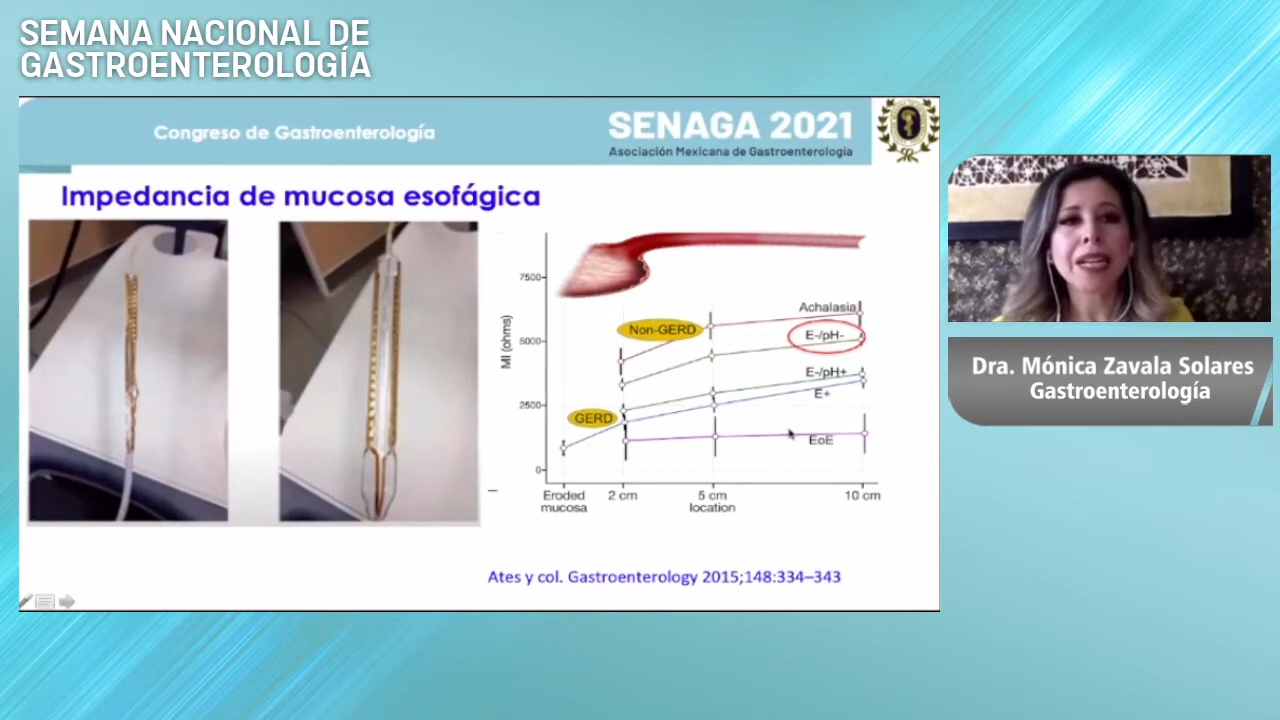 SEMANA NACIONAL DE
GASTROENTEROLOGÍA
Congreso de Gastroenterología
SENAGA 2021
Asociación Mexicana de Gastroenterología
Impedancia de mucosa esofágica
MI (ohms)
7500
5000
2500
0
Non-GERD
GERD
Achalasia
E-/pH-
E-/pH+
E+
EoE
Eroded
mucosa
2 cm
5 cm
location
10 cm
Ates y col. Gastroenterology 2015;148:334–343
Dra. Mónica Zavala Solares
Gastroenterología